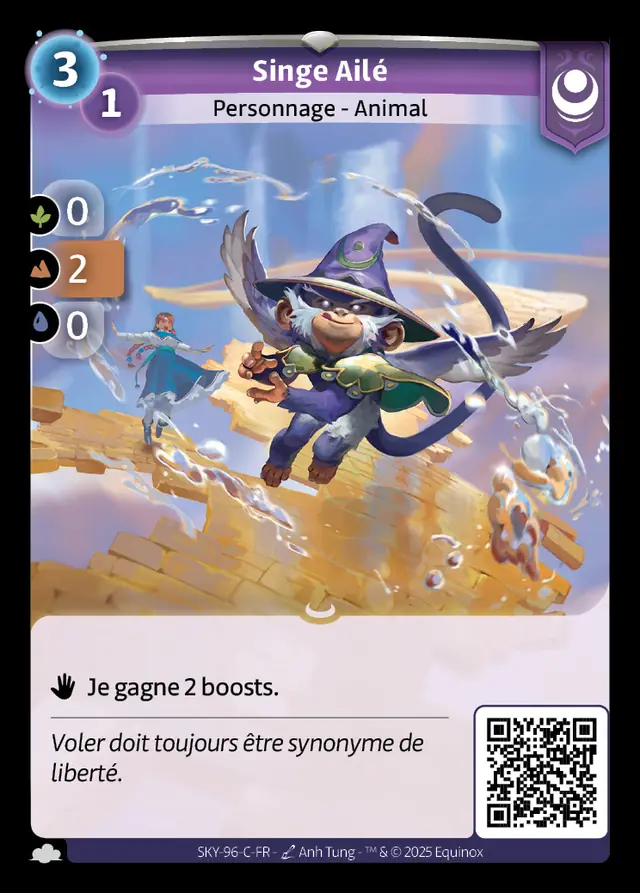 3
Singe Ailé
1
Personnage - Animal
0
2
0
Je gagne 2 boosts.
Voler doit toujours être synonyme de
liberté.
SKY-96-C-FR - Anh Tung - ™ & © 2025 Equinox